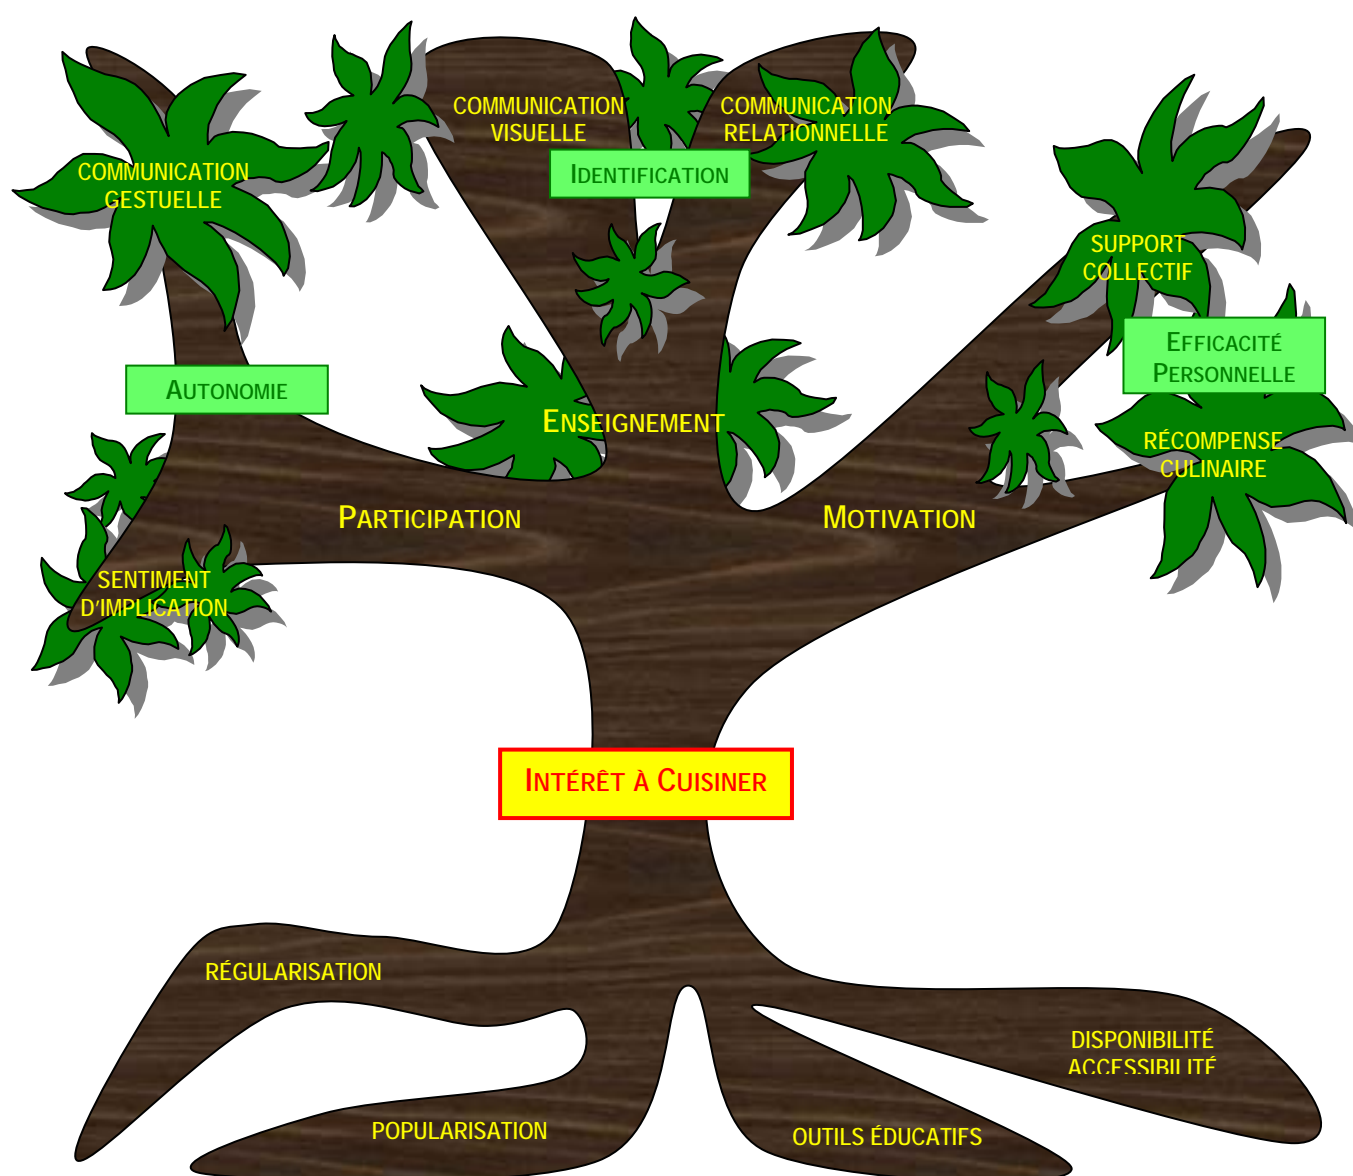 COMMUNICATION
VISUELLE
COMMUNICATION
RELATIONNELLE
COMMUNICATION
GESTUELLE
IDENTIFICATION
SUPPORT
COLLECTIF
EFFICACITÉ
PERSONNELLE
AUTONOMIE
ENSEIGNEMENT
RÉCOMPENSE
CULINAIRE
PARTICIPATION
MOTIVATION
SENTIMENT
D'IMPLICATION
INTÉRÊT À CUISINER
RÉGULARISATION
DISPONIBILITÉ
ACCESSIBILITÉ
POPULARISATION
OUTILS ÉDUCATIFS